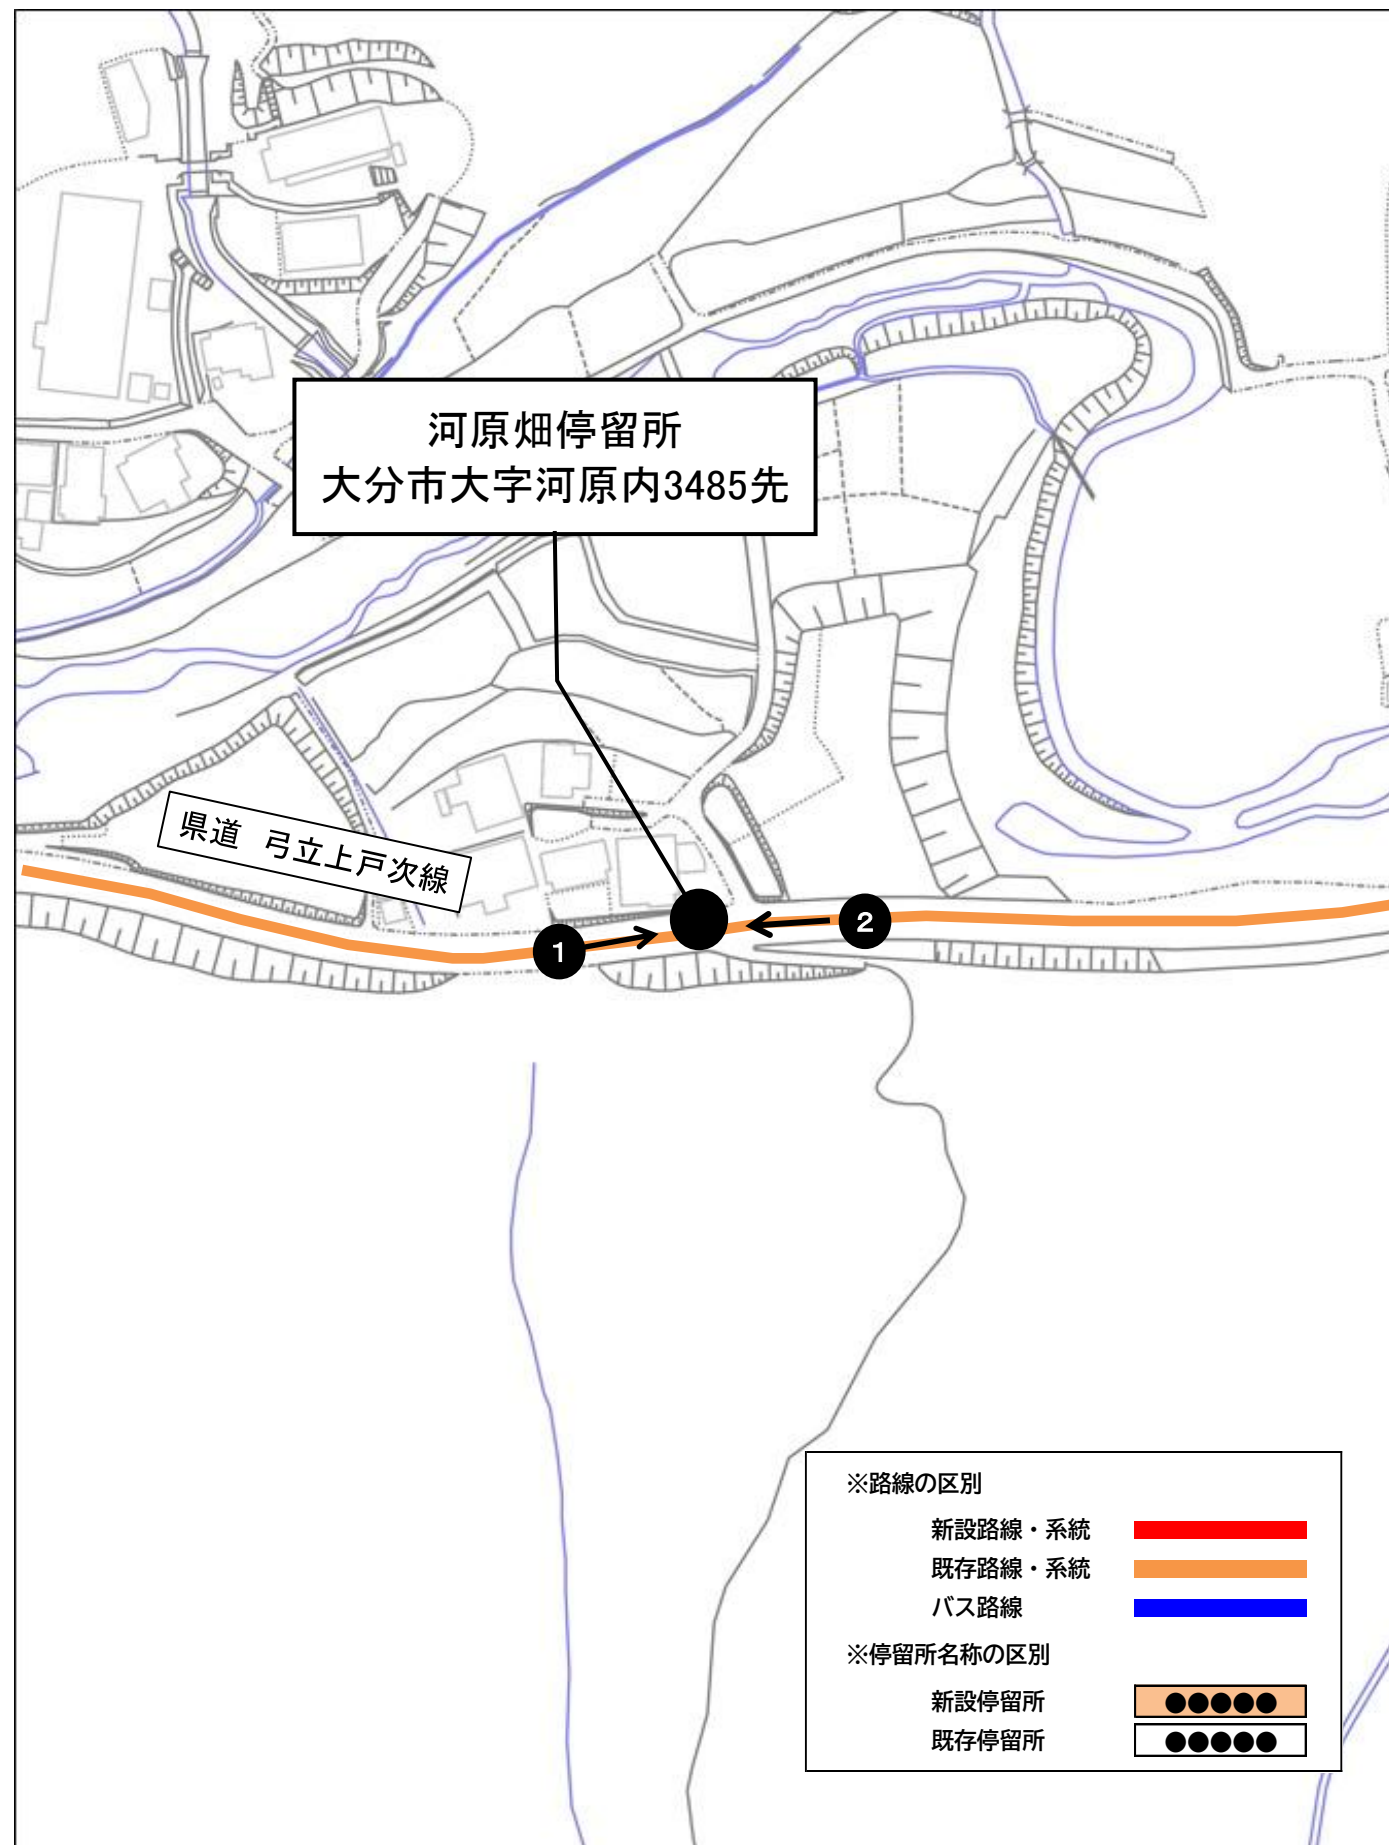 河原畑停留所
大分市大字河原内3485先
県道 弓立上戸次線
1
2
※路線の区別
新設路線・系統
既存路線・系統
バス路線
※停留所名称の区別
新設停留所 ●●●●●
既存停留所 ●●●●●